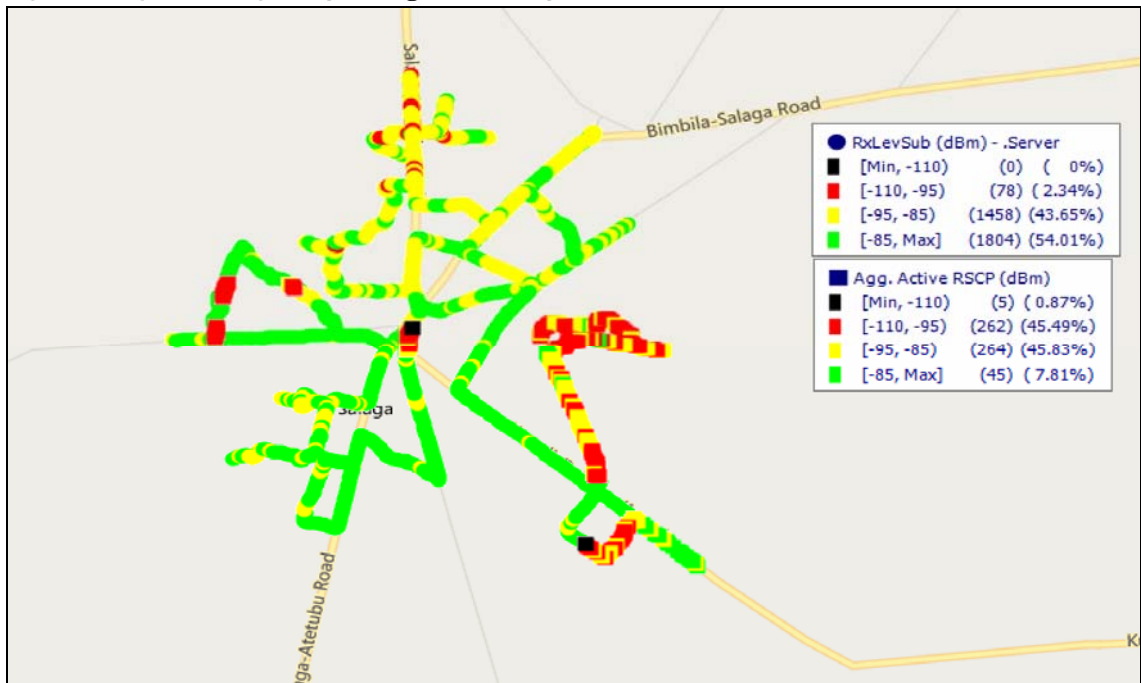 Sal
Bimbila-Salaga Road
RxLevSub (dBm) - .Server
[Min, -110) (0) ( 0%)
[-110, -95) (78) ( 2.34%)
[-95, -85) (1458) (43.65%)
[-85, Max] (1804) (54.01%)
Agg. Active RSCP (dBm)
[Min, -110) (5) ( 0.87%)
[-110, -95) (262) (45.49%)
[-95, -85) (264) (45.83%)
[-85, Max] (45) ( 7.81%)
Salaga
aga-Atetubu Road